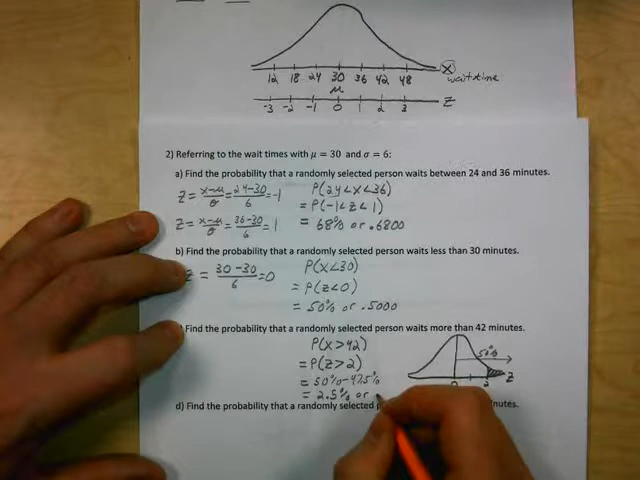 12 18 24 30 36 42 48 X
wait time
μ
-3 -2 -1 0 1 2 3 Z
2) Referring to the wait times with μ = 30 and σ = 6:
a) Find the probability that a randomly selected person waits between 24 and 36 minutes.
Z = x-μ/σ = 24-30/6 = -1 P(24<x<36)
= P(-1<z<1)
Z = x-μ/σ = 36-30/6 = 1 = 68% or .6800
b) Find the probability that a randomly selected person waits less than 30 minutes.
Z = 30-30/6 = 0 P(x<30)
= P(z<0)
= 50% or .5000
Find the probability that a randomly selected person waits more than 42 minutes.
P(x>42)
= P(z>2) 50%
= 50% - 47.5% 0 2 Z
= 2.5% or
d) Find the probability that a randomly selected